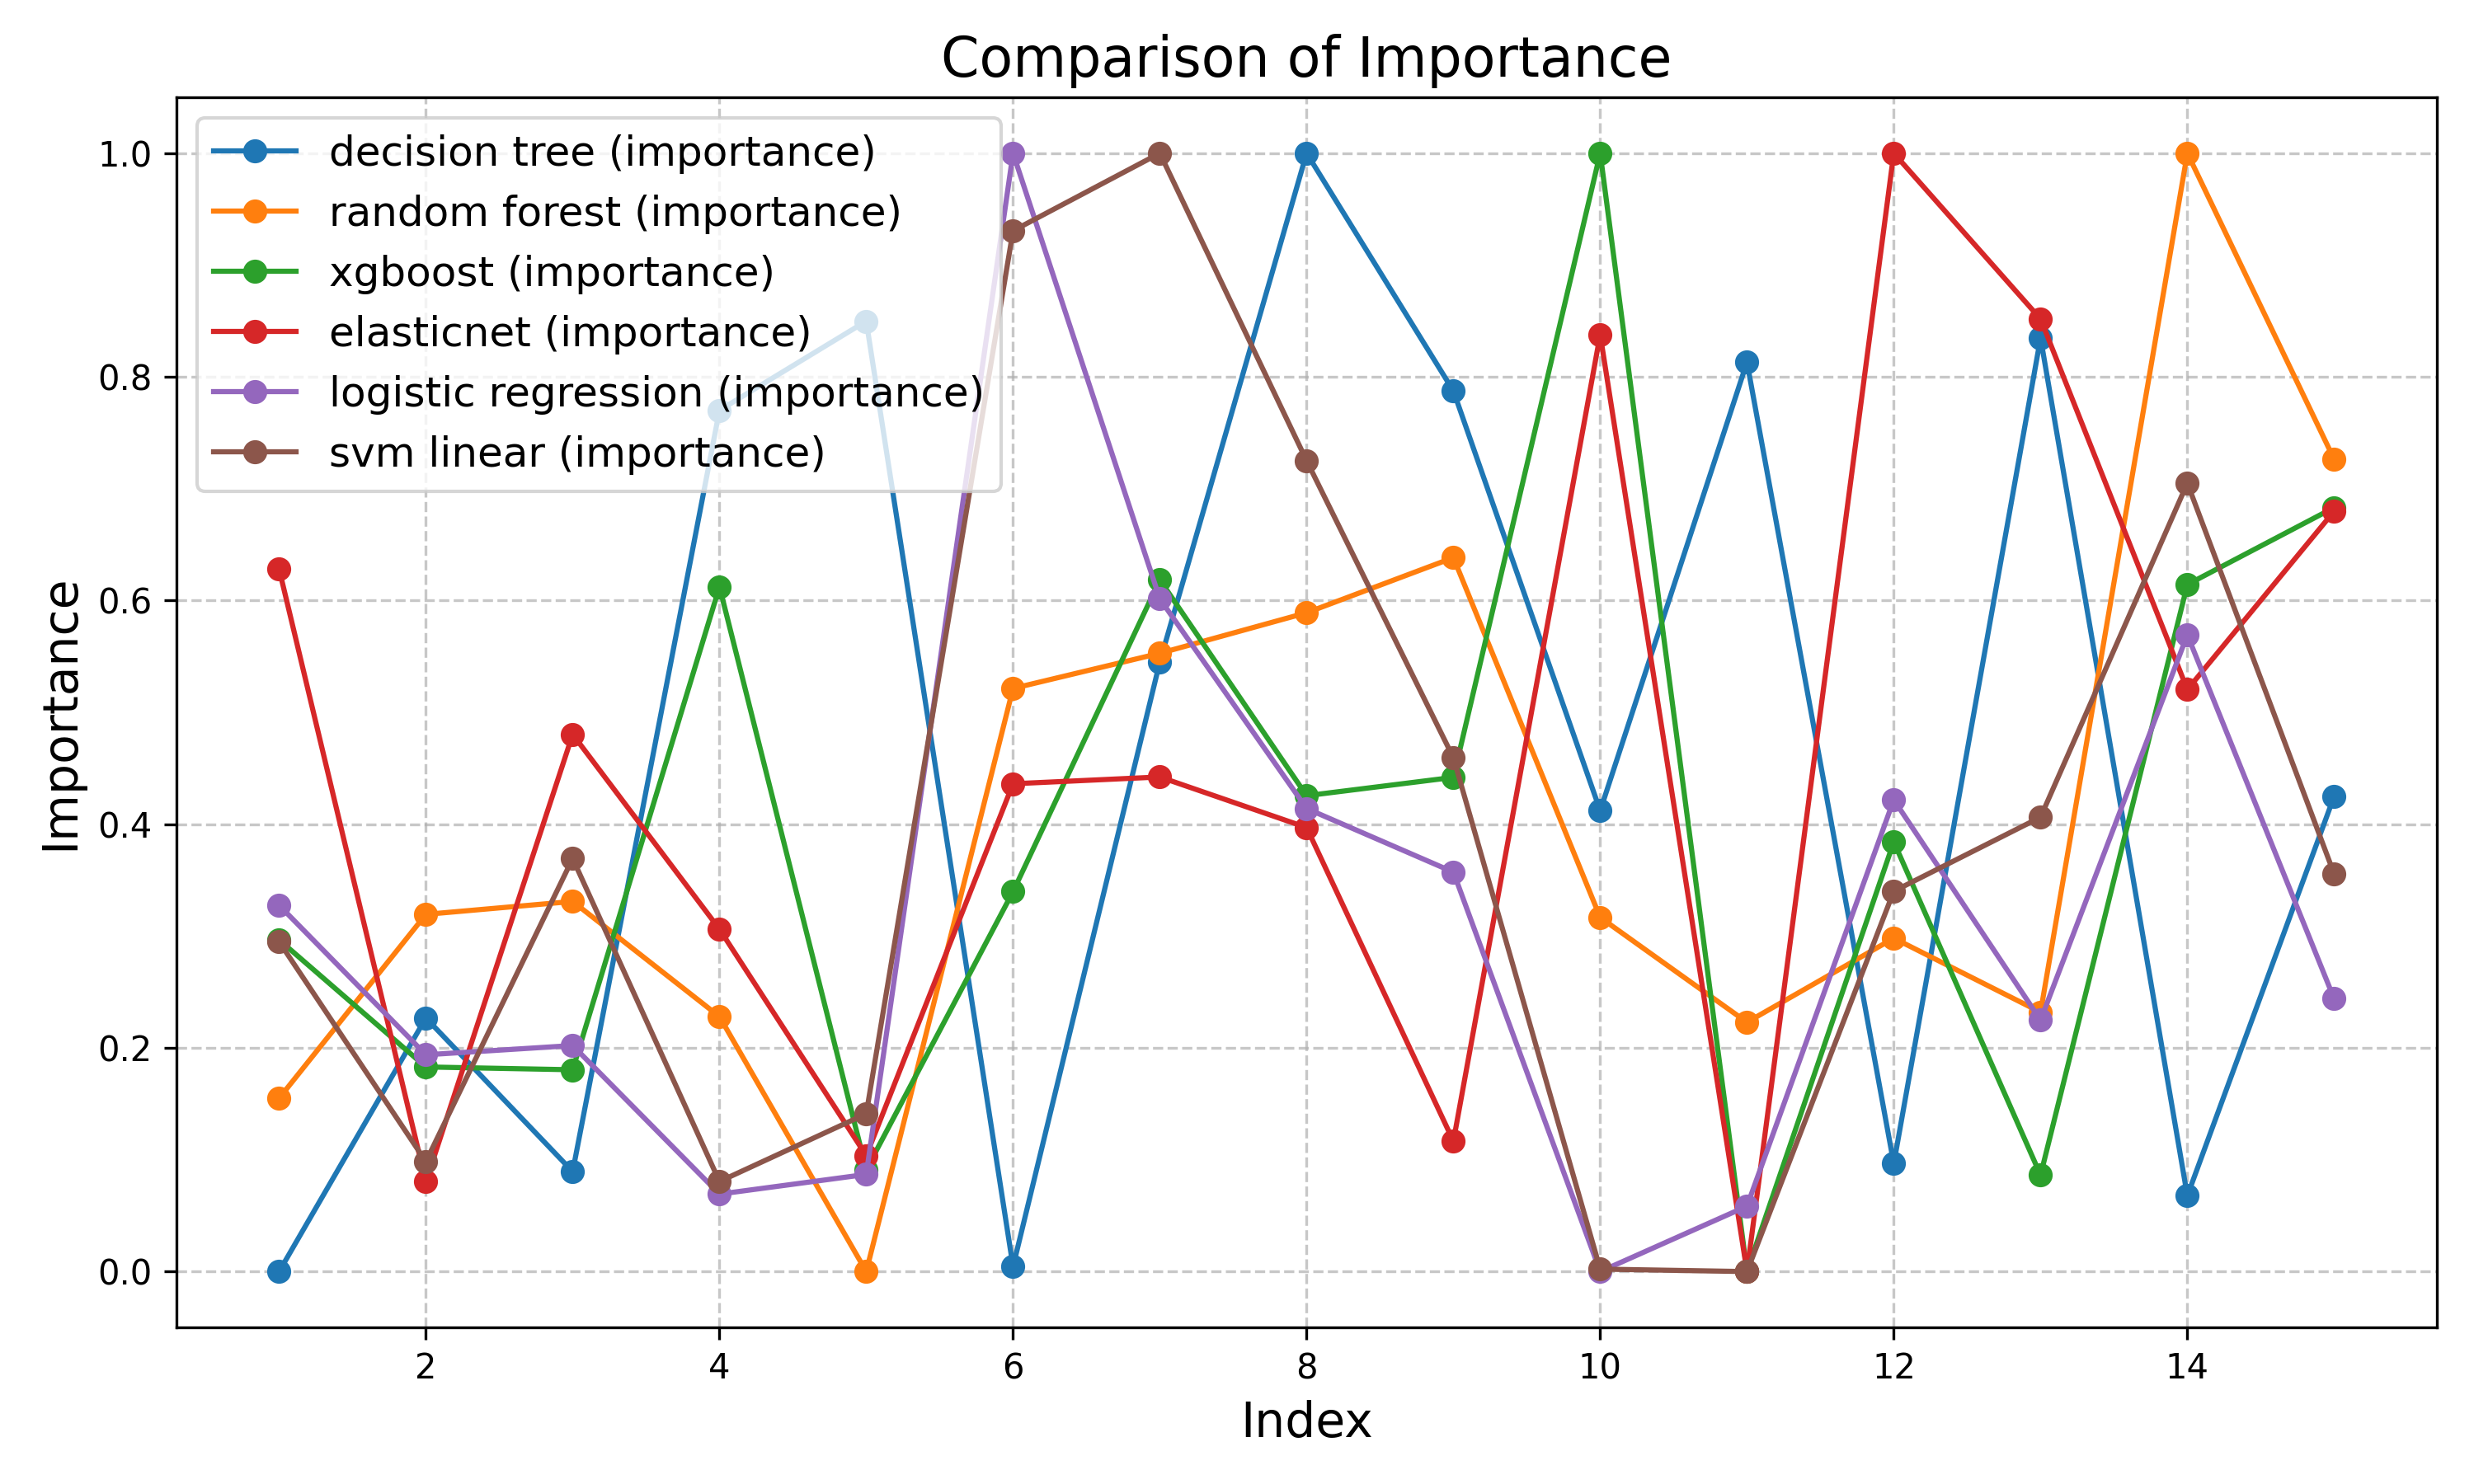 Comparison of Importance
decision tree (importance)
random forest (importance)
xgboost (importance)
elasticnet (importance)
logistic regression (importance)
svm linear (importance)
Importance
1.0
0.8
0.6
0.4
0.2
0.0
2 4 6 8 10 12 14
Index